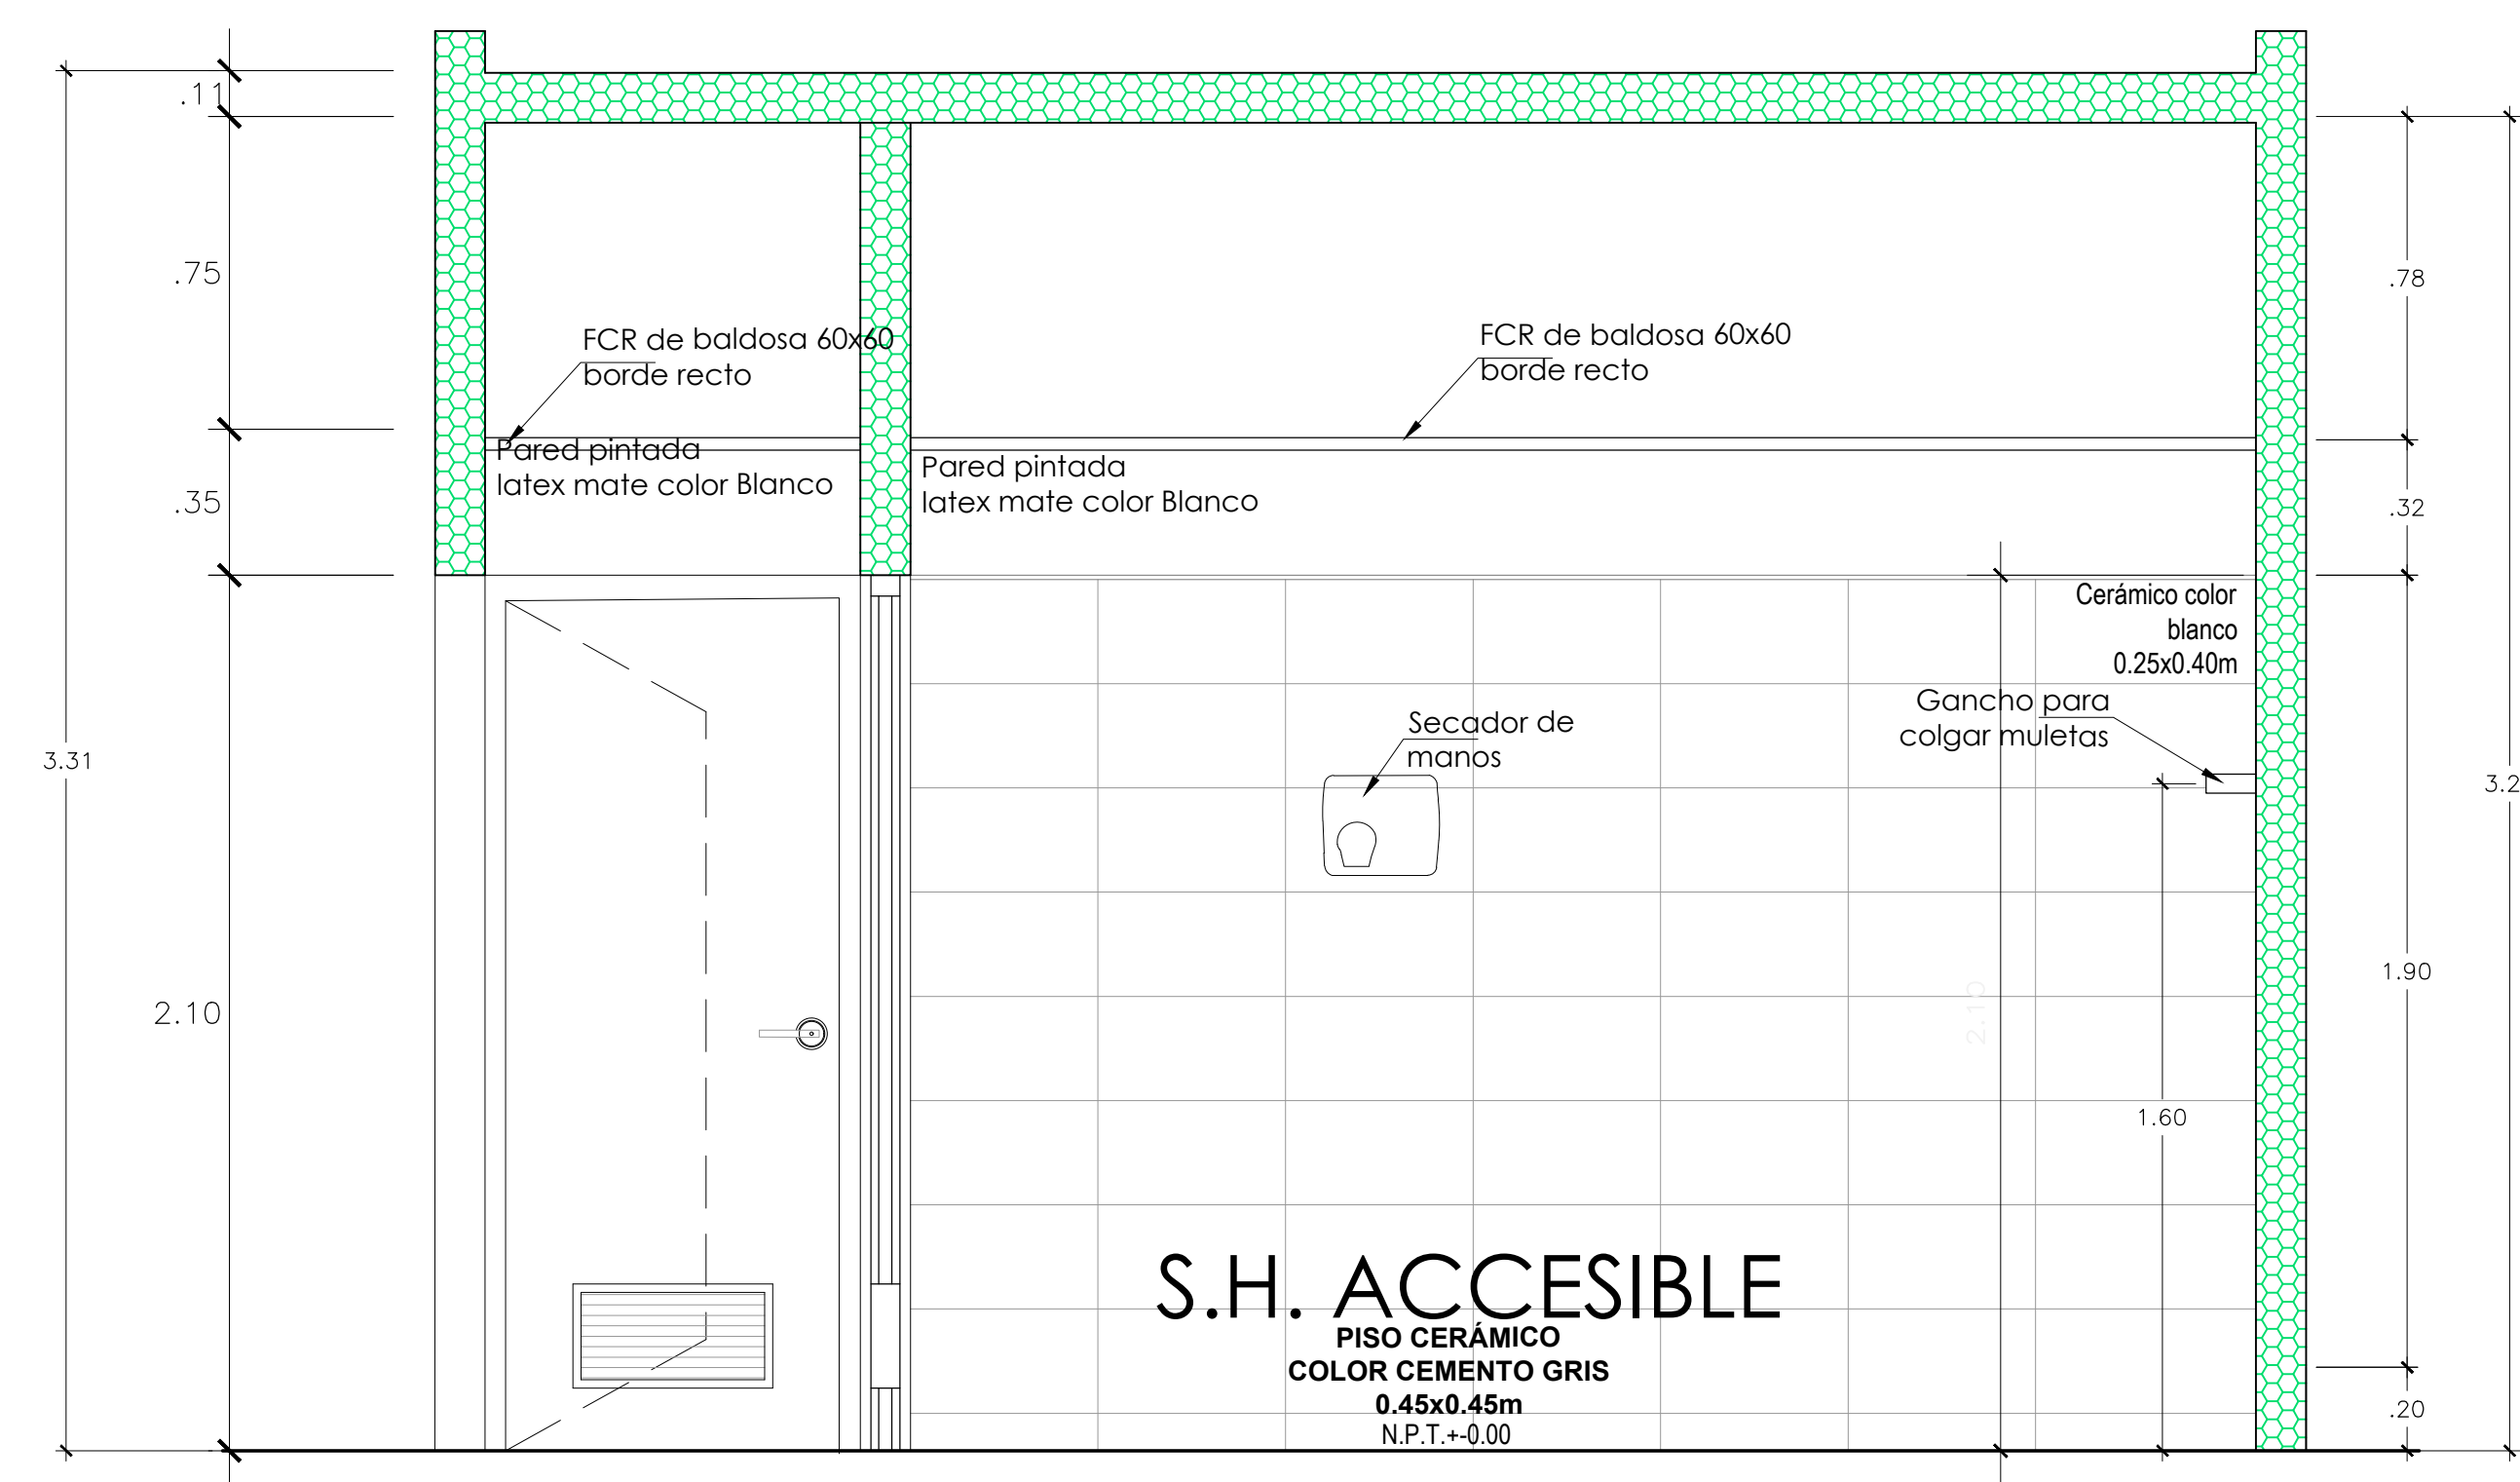 .11
.75
.78
FCR de baldosa 60x60
borde recto
FCR de baldosa 60x60
borde recto
Pared pintada
latex mate color Blanco
Pared pintada
latex mate color Blanco
.35
.32
Cerámico color
blanco
0.25x0.40m
Gancho para
colgar muletas
Secador de
manos
3.31
3.2
1.90
2.10
2.10
1.60
S.H. ACCESIBLE
PISO CERÁMICO
COLOR CEMENTO GRIS
0.45x0.45m
N.P.T.+-0.00
.20